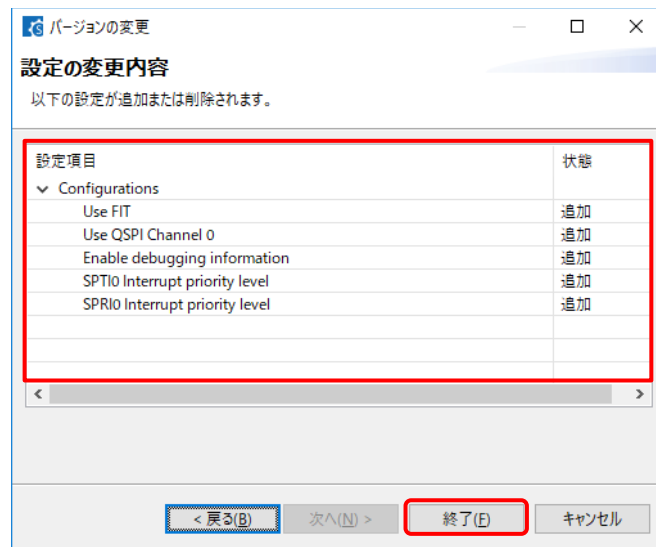 バージョンの変更
設定の変更内容
以下の設定が追加または削除されます。
設定項目 状態
Configurations
Use FIT 追加
Use QSPI Channel 0 追加
Enable debugging information 追加
SPTI0 Interrupt priority level 追加
SPRI0 Interrupt priority level 追加
< 戻る(B) 次へ(N) > 終了(F) キャンセル